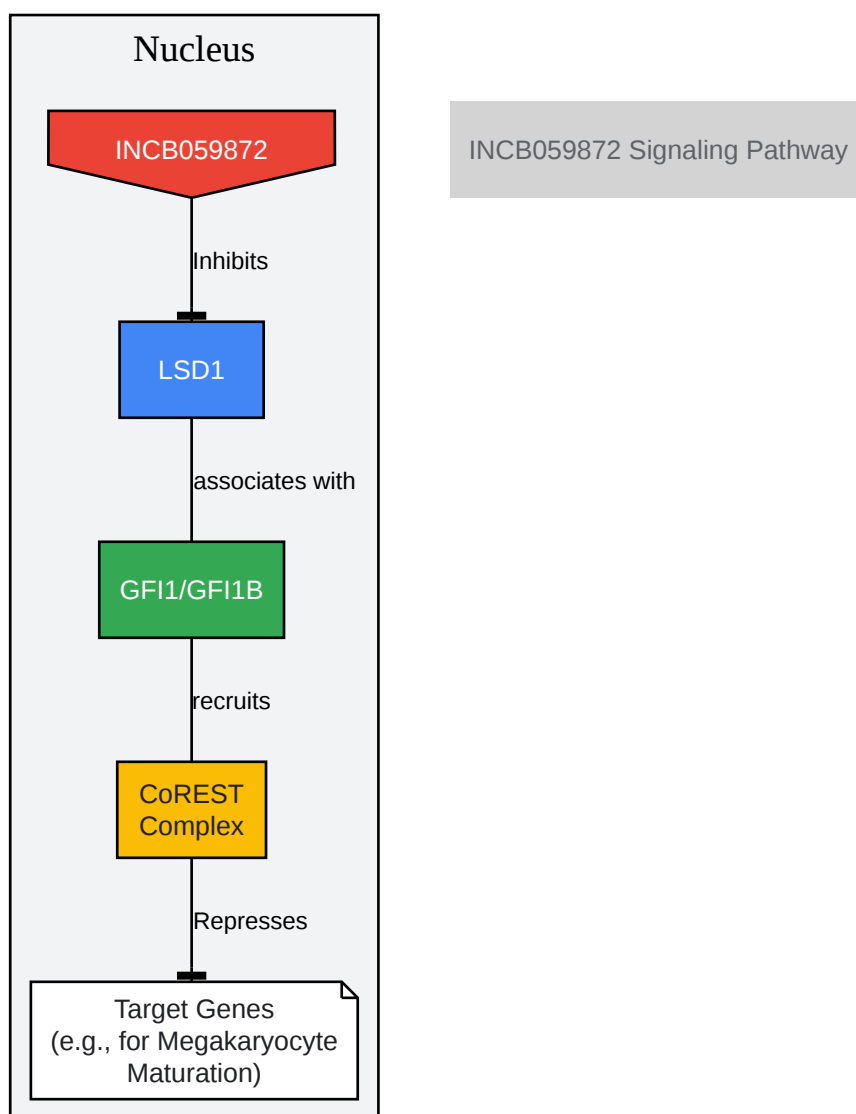 Nucleus
INCB059872
INCB059872 Signaling Pathway
Inhibits
LSD1
associates with
GFI1/GFI1B
recruits
CoREST
Complex
Represses
Target Genes
(e.g., for Megakaryocyte
Maturation)